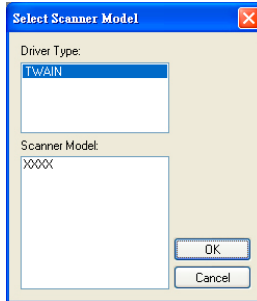 Select Scanner Model
Driver Type:
TWAIN
Scanner Model:
XXXX
OK
Cancel